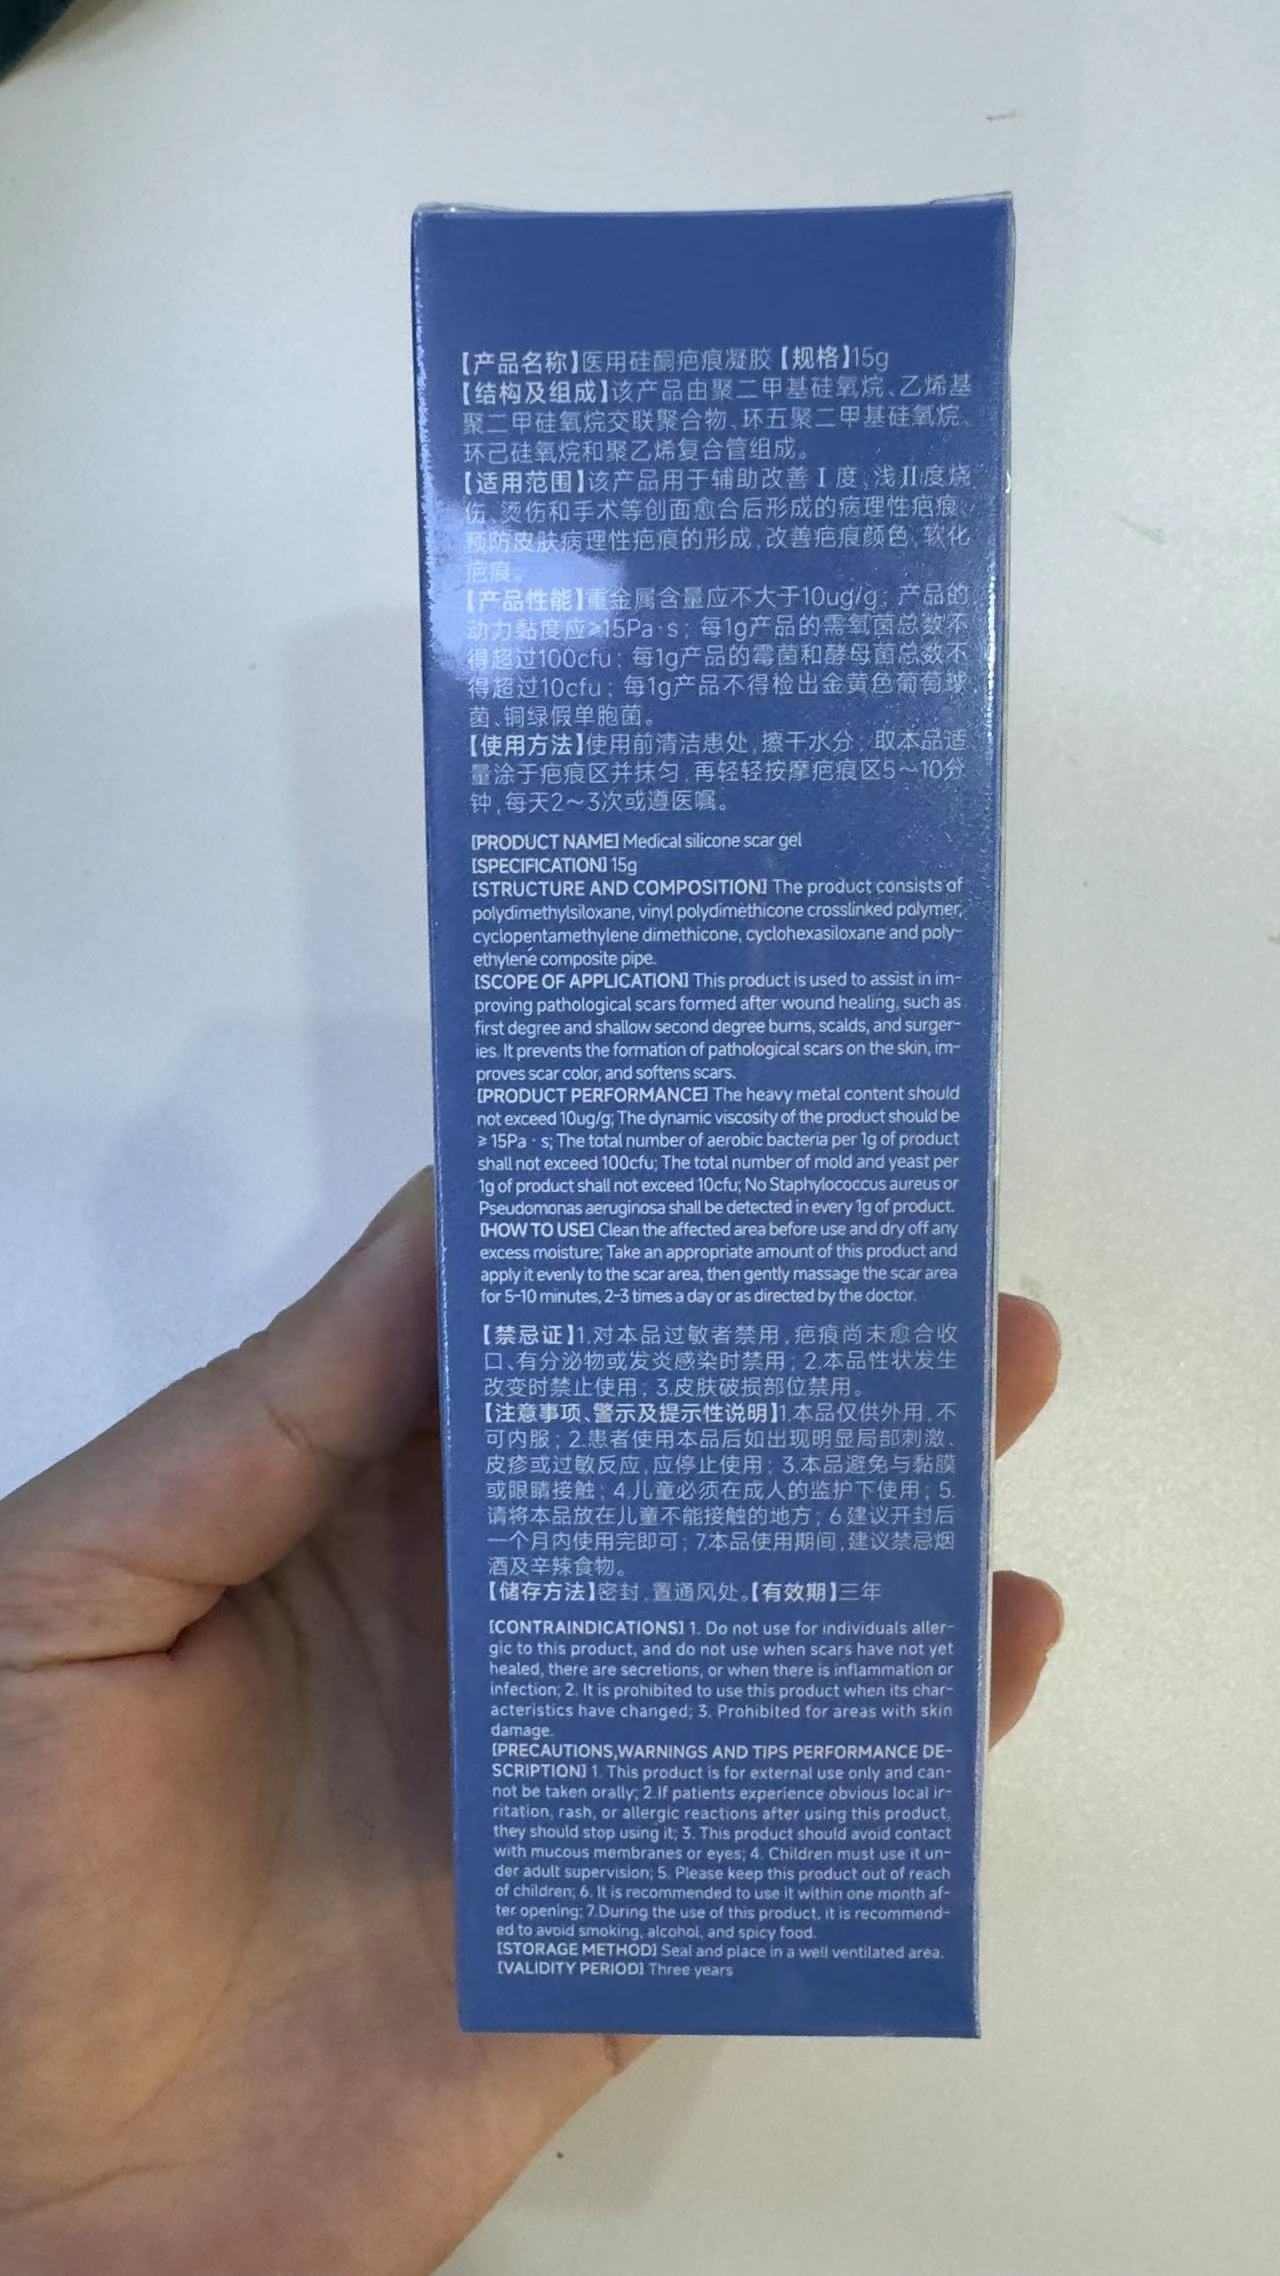 【产品名称】医用硅酮疤痕凝胶【规格】15g
【结构及组成】该产品由聚二甲基硅氧烷、乙烯基
聚二甲硅氧烷交联聚合物、环五聚二甲基硅氧烷、
环己硅氧烷和聚乙烯复合管组成。
【适用范围】该产品用于辅助改善Ⅰ度、浅Ⅱ度烧
伤、烫伤和手术等创面愈合后形成的病理性疤痕,
预防皮肤病理性疤痕的形成,改善疤痕颜色,软化
疤痕。
【产品性能】重金属含量应不大于10ug/g；产品的
动力黏度应≥15Pa·s；每1g产品的需氧菌总数不
得超过100cfu；每1g产品的霉菌和酵母菌总数不
得超过10cfu；每1g产品不得检出金黄色葡萄球
菌、铜绿假单胞菌。
【使用方法】使用前清洁患处,擦干水分；取本品适
量涂于疤痕区并抹匀,再轻轻按摩疤痕区5～10分
钟,每天2～3次或遵医嘱。
[PRODUCT NAME] Medical silicone scar gel
[SPECIFICATION] 15g
[STRUCTURE AND COMPOSITION] The product consists of
polydimethylsiloxane, vinyl polydimethicone crosslinked polymer,
cyclopentamethylene dimethicone, cyclohexasiloxane and poly-
ethylene composite pipe.
[SCOPE OF APPLICATION] This product is used to assist in im-
proving pathological scars formed after wound healing, such as
first degree and shallow second degree burns, scalds, and surger-
ies. It prevents the formation of pathological scars on the skin, im-
proves scar color, and softens scars.
[PRODUCT PERFORMANCE] The heavy metal content should
not exceed 10ug/g; The dynamic viscosity of the product should be
≥ 15Pa · s; The total number of aerobic bacteria per 1g of product
shall not exceed 100cfu; The total number of mold and yeast per
1g of product shall not exceed 10cfu; No Staphylococcus aureus or
Pseudomonas aeruginosa shall be detected in every 1g of product.
[HOW TO USE] Clean the affected area before use and dry off any
excess moisture; Take an appropriate amount of this product and
apply it evenly to the scar area, then gently massage the scar area
for 5-10 minutes, 2-3 times a day or as directed by the doctor.
【禁忌证】1.对本品过敏者禁用,疤痕尚未愈合收
口、有分泌物或发炎感染时禁用；2.本品性状发生
改变时禁止使用；3.皮肤破损部位禁用。
【注意事项、警示及提示性说明】1.本品仅供外用,不
可内服；2.患者使用本品后如出现明显局部刺激、
皮疹或过敏反应,应停止使用；3.本品避免与黏膜
或眼睛接触；4.儿童必须在成人的监护下使用；5.
请将本品放在儿童不能接触的地方；6.建议开封后
一个月内使用完即可；7.本品使用期间,建议禁忌烟
酒及辛辣食物。
【储存方法】密封,置通风处。【有效期】三年
[CONTRAINDICATIONS] 1. Do not use for individuals aller-
gic to this product, and do not use when scars have not yet
healed, there are secretions, or when there is inflammation or
infection; 2. It is prohibited to use this product when its char-
acteristics have changed; 3. Prohibited for areas with skin
damage.
[PRECAUTIONS,WARNINGS AND TIPS PERFORMANCE DE-
SCRIPTION] 1. This product is for external use only and can-
not be taken orally; 2.If patients experience obvious local ir-
ritation, rash, or allergic reactions after using this product,
they should stop using it; 3. This product should avoid contact
with mucous membranes or eyes; 4. Children must use it un-
der adult supervision; 5. Please keep this product out of reach
of children; 6. It is recommended to use it within one month af-
ter opening; 7.During the use of this product, it is recommend-
ed to avoid smoking, alcohol, and spicy food.
[STORAGE METHOD] Seal and place in a well ventilated area.
[VALIDITY PERIOD] Three years